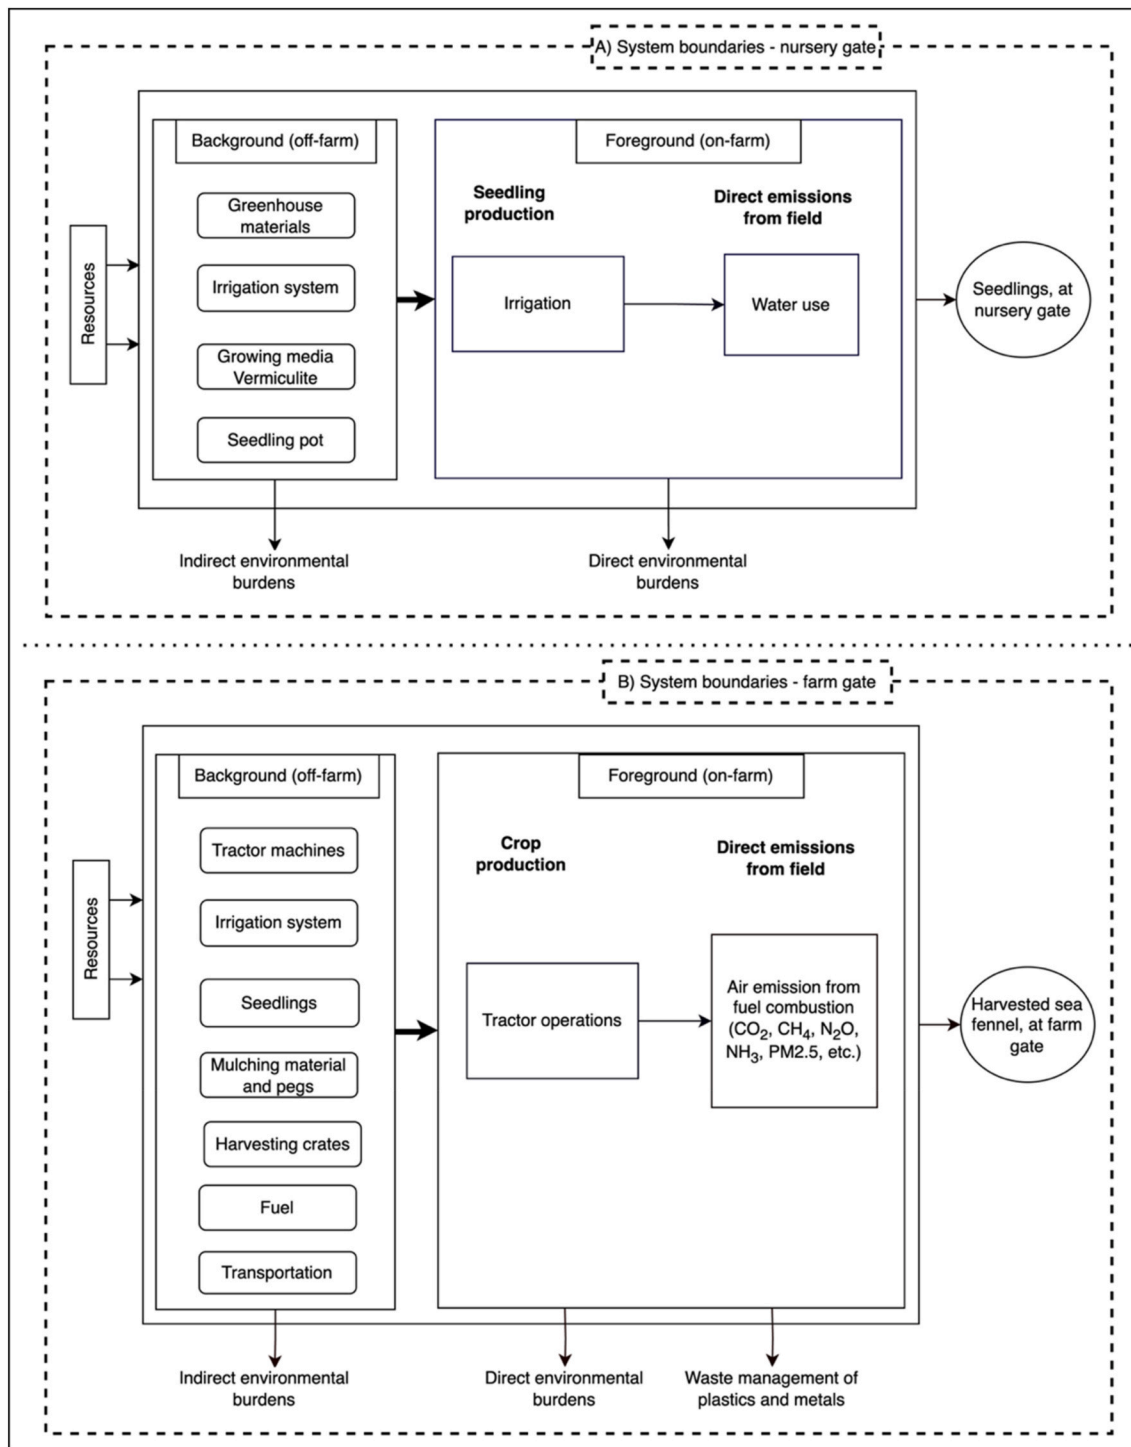 A) System boundaries - nursery gate
Background (off-farm)
Foreground (on-farm)
Resources
Greenhouse
materials
Irrigation system
Growing media
Vermiculite
Seedling pot
Seedling
production
Irrigation
Direct emissions
from field
Water use
Seedlings, at
nursery gate
Indirect environmental
burdens
Direct environmental
burdens
B) System boundaries - farm gate
Background (off-farm)
Foreground (on-farm)
Resources
Tractor machines
Irrigation system
Seedlings
Mulching material
and pegs
Harvesting crates
Fuel
Transportation
Crop
production
Tractor operations
Direct emissions
from field
Air emission from
fuel combustion
(CO₂, CH₄, N₂O,
NH₃, PM2.5, etc.)
Harvested sea
fennel, at farm
gate
Indirect environmental
burdens
Direct environmental
burdens
Waste management of
plastics and metals